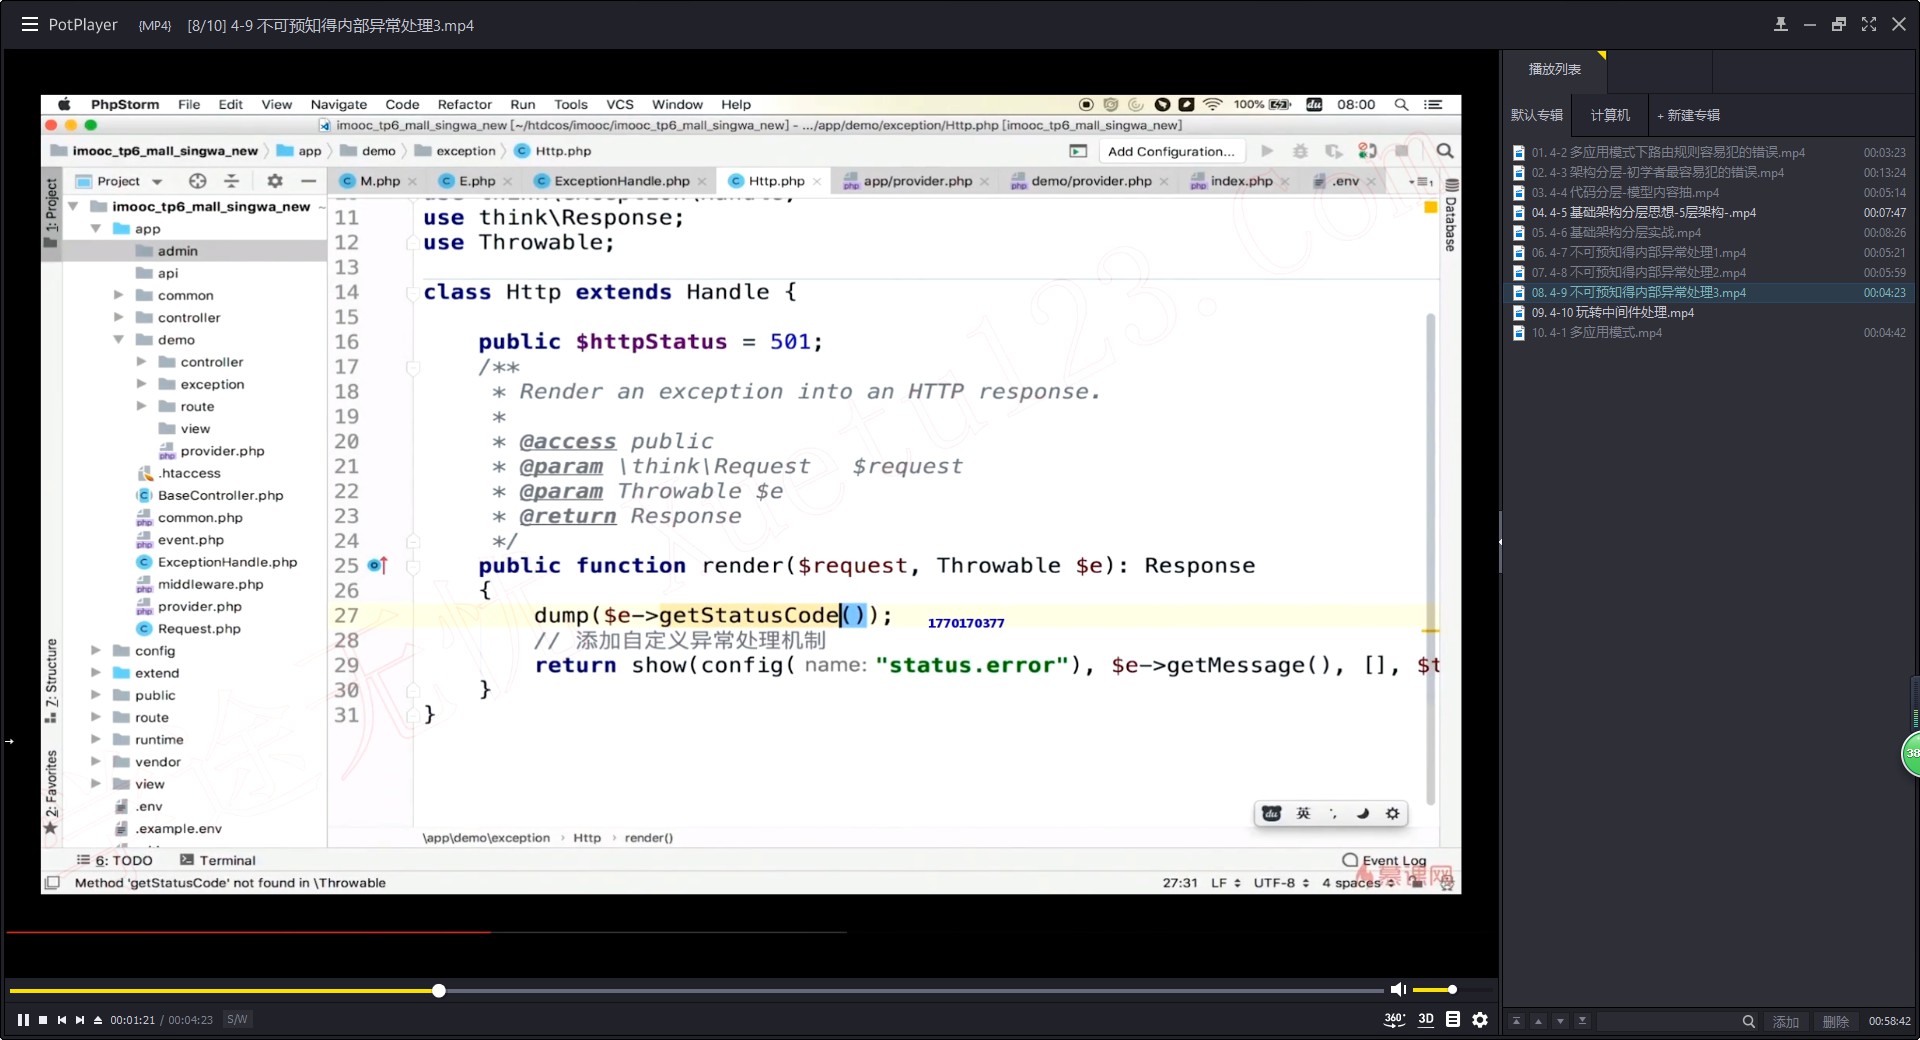 PotPlayer {MP4} [8/10] 4-9 不可预知得内部异常处理3.mp4
PhpStorm File Edit View Navigate Code Refactor Run Tools VCS Window Help 100% du 08:00
imooc_tp6_mall_singwa_new [~/htdcos/imooc/imooc_tp6_mall_singwa_new] - .../app/demo/exception/Http.php [imooc_tp6_mall_singwa_new]
imooc_tp6_mall_singwa_new app demo exception Http.php Add Configuration...
Project M.php E.php ExceptionHandle.php Http.php app/provider.php demo/provider.php index.php .env
1: Project
Z: Structure
2: Favorites
Database
imooc_tp6_mall_singwa_new
app
admin
api
common
controller
demo
controller
exception
route
view
provider.php
.htaccess
BaseController.php
common.php
event.php
ExceptionHandle.php
middleware.php
provider.php
Request.php
config
extend
public
route
runtime
vendor
view
.env
.example.env
11 use think\Response;
12 use Throwable;
13
14 class Http extends Handle {
15
16 public $httpStatus = 501;
17 /**
18 * Render an exception into an HTTP response.
19 *
20 * @access public
21 * @param \think\Request $request
22 * @param Throwable $e
23 * @return Response
24 */
25 public function render($request, Throwable $e): Response
26 {
27 dump($e->getStatusCode());
1770170377
28 // 添加自定义异常处理机制
29 return show(config( name: "status.error"), $e->getMessage(), [], $t
30 }
31 }
du 英
\app\demo\exception › Http › render()
6: TODO Terminal Event Log
Method 'getStatusCode' not found in \Throwable 27:31 LF UTF-8 4 spaces
慕课网
00:01:21 / 00:04:23 S/W 360° 3D
播放列表
默认专辑 计算机 + 新建专辑
01. 4-2 多应用模式下路由规则容易犯的错误.mp4 00:03:23
02. 4-3 架构分层-初学者最容易犯的错误.mp4 00:13:24
03. 4-4 代码分层-模型内容抽.mp4 00:05:14
04. 4-5 基础架构分层思想-5层架构-.mp4 00:07:47
05. 4-6 基础架构分层实战.mp4 00:08:26
06. 4-7 不可预知得内部异常处理1.mp4 00:05:21
07. 4-8 不可预知得内部异常处理2.mp4 00:05:59
08. 4-9 不可预知得内部异常处理3.mp4 00:04:23
09. 4-10 玩转中间件处理.mp4
10. 4-1 多应用模式.mp4 00:04:42
38
添加 删除 00:58:42